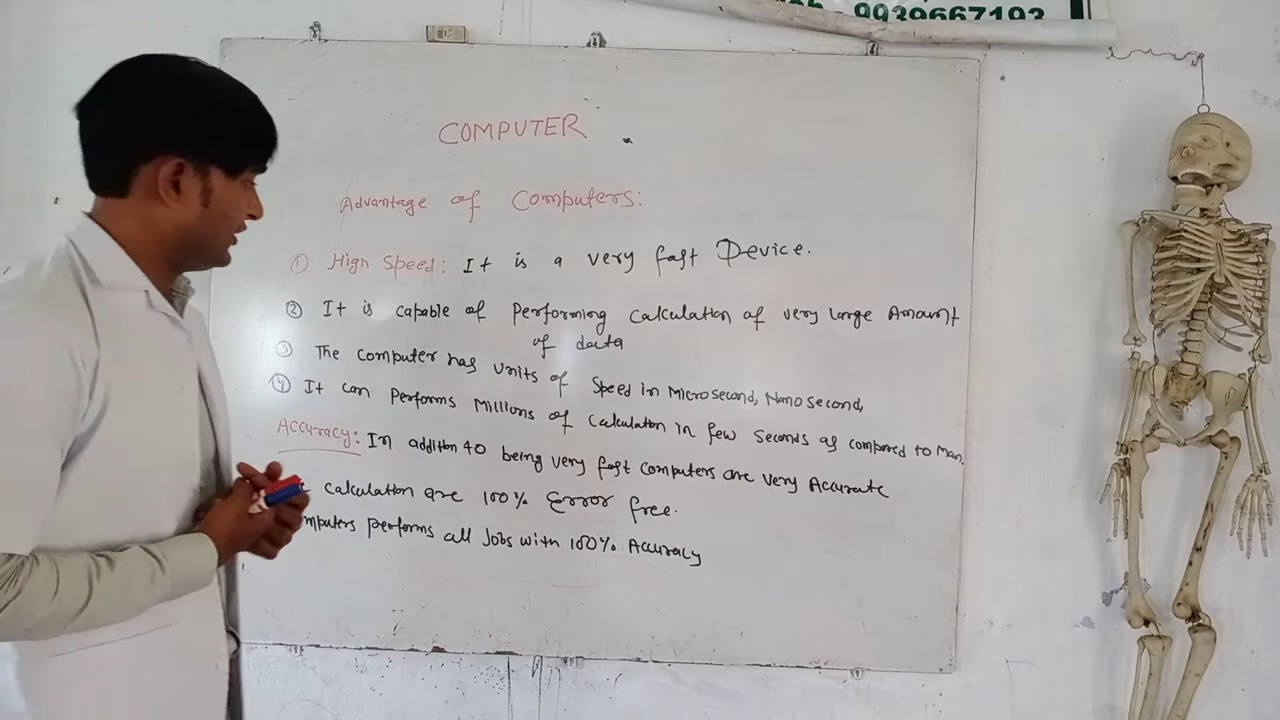 9939667193
COMPUTER
Advantage of Computers:
① High Speed: It is a very fast Device.
② It is capable of performing calculation of very large Amount
of data
③ The computer has units of speed in Microsecond, Nanosecond,
④ It can performs Millions of calculation in few seconds as compared to Man.
Accuracy: In addition to being very fast computers are very Accurate
calculation are 100% Error free.
mputers performs all Jobs with 100% Accuracy